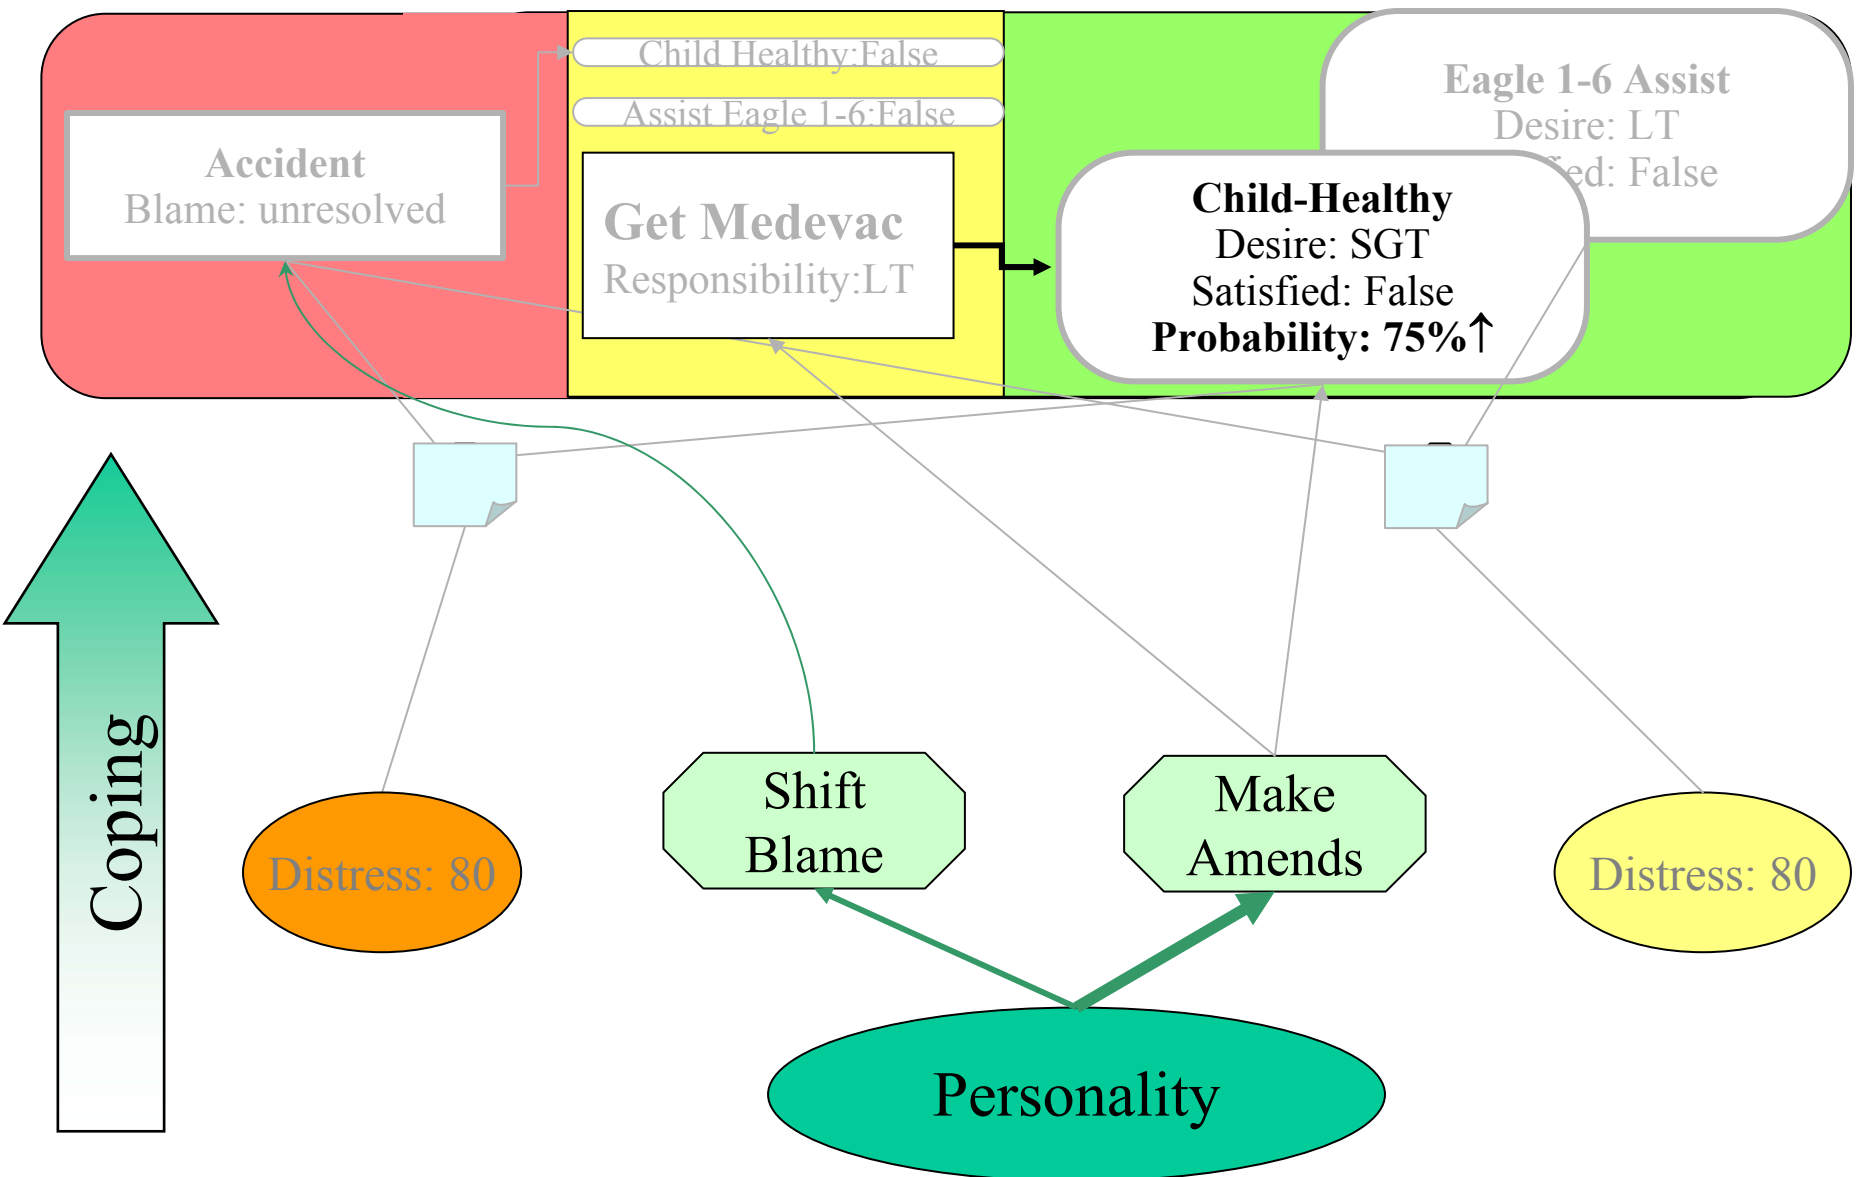 Child Healthy:False
Assist Eagle 1-6:False
Accident
Blame: unresolved
Get Medevac
Responsibility:LT
Eagle 1-6 Assist
Desire: LT
False
Child-Healthy
Desire: SGT
Satisfied: False
Probability: 75%↑
Coping
Distress: 80
Shift
Blame
Make
Amends
Distress: 80
Personality